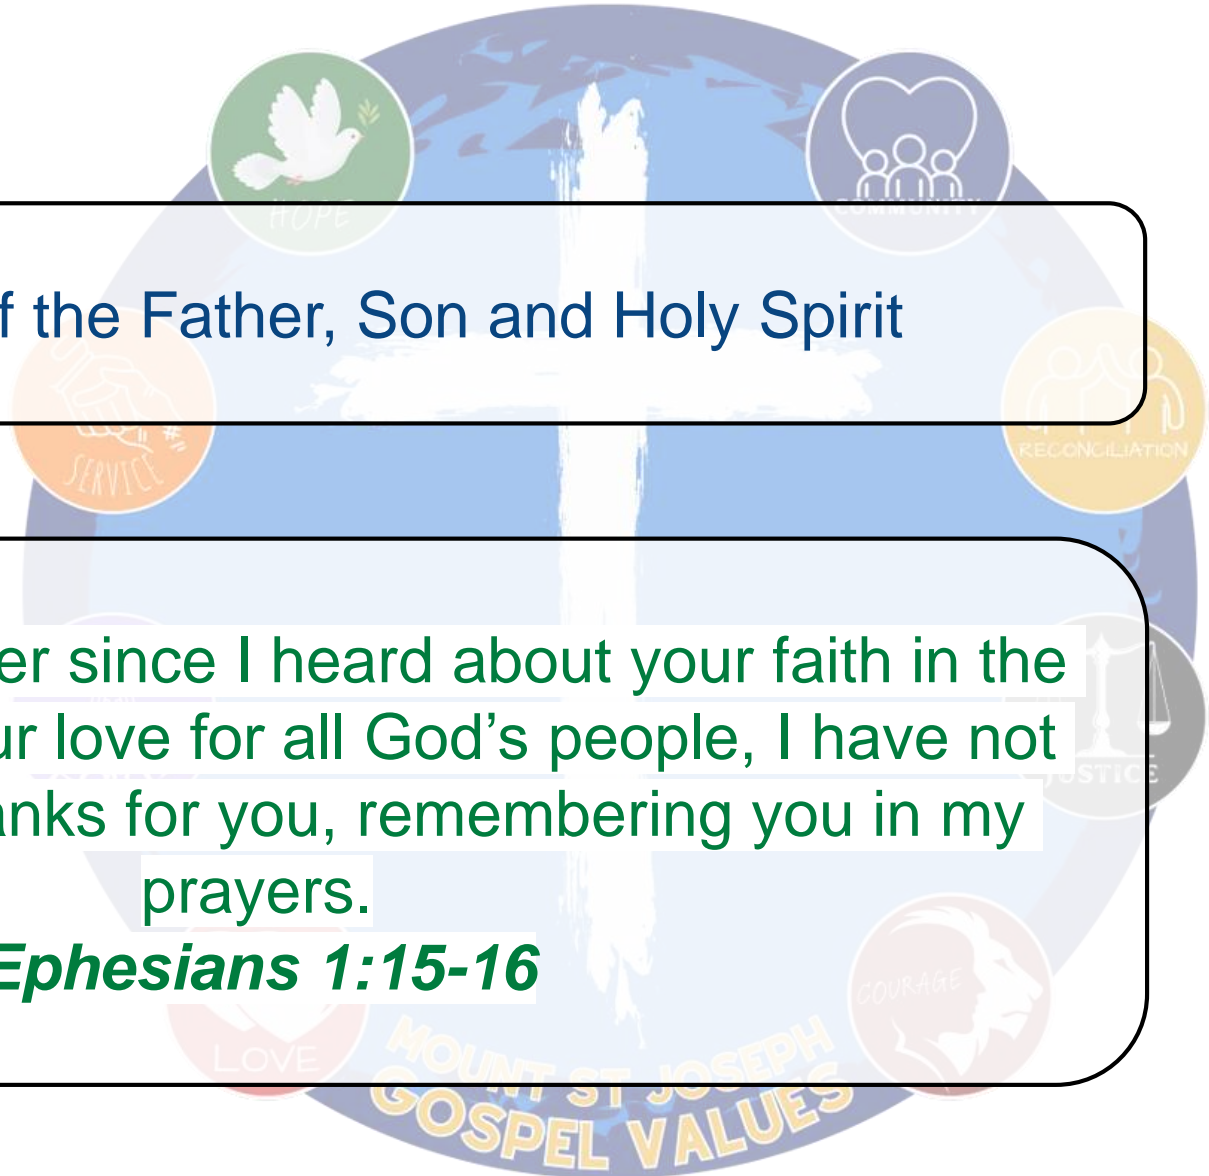 HOPE
COMMUNITY
f the Father, Son and Holy Spirit
SERVICE
RECONCILIATION
er since I heard about your faith in the
ur love for all God’s people, I have not
JUSTICE
anks for you, remembering you in my
prayers.
Ephesians 1:15-16
COURAGE
LOVE
MOUNT ST JOSEPH
GOSPEL VALUES